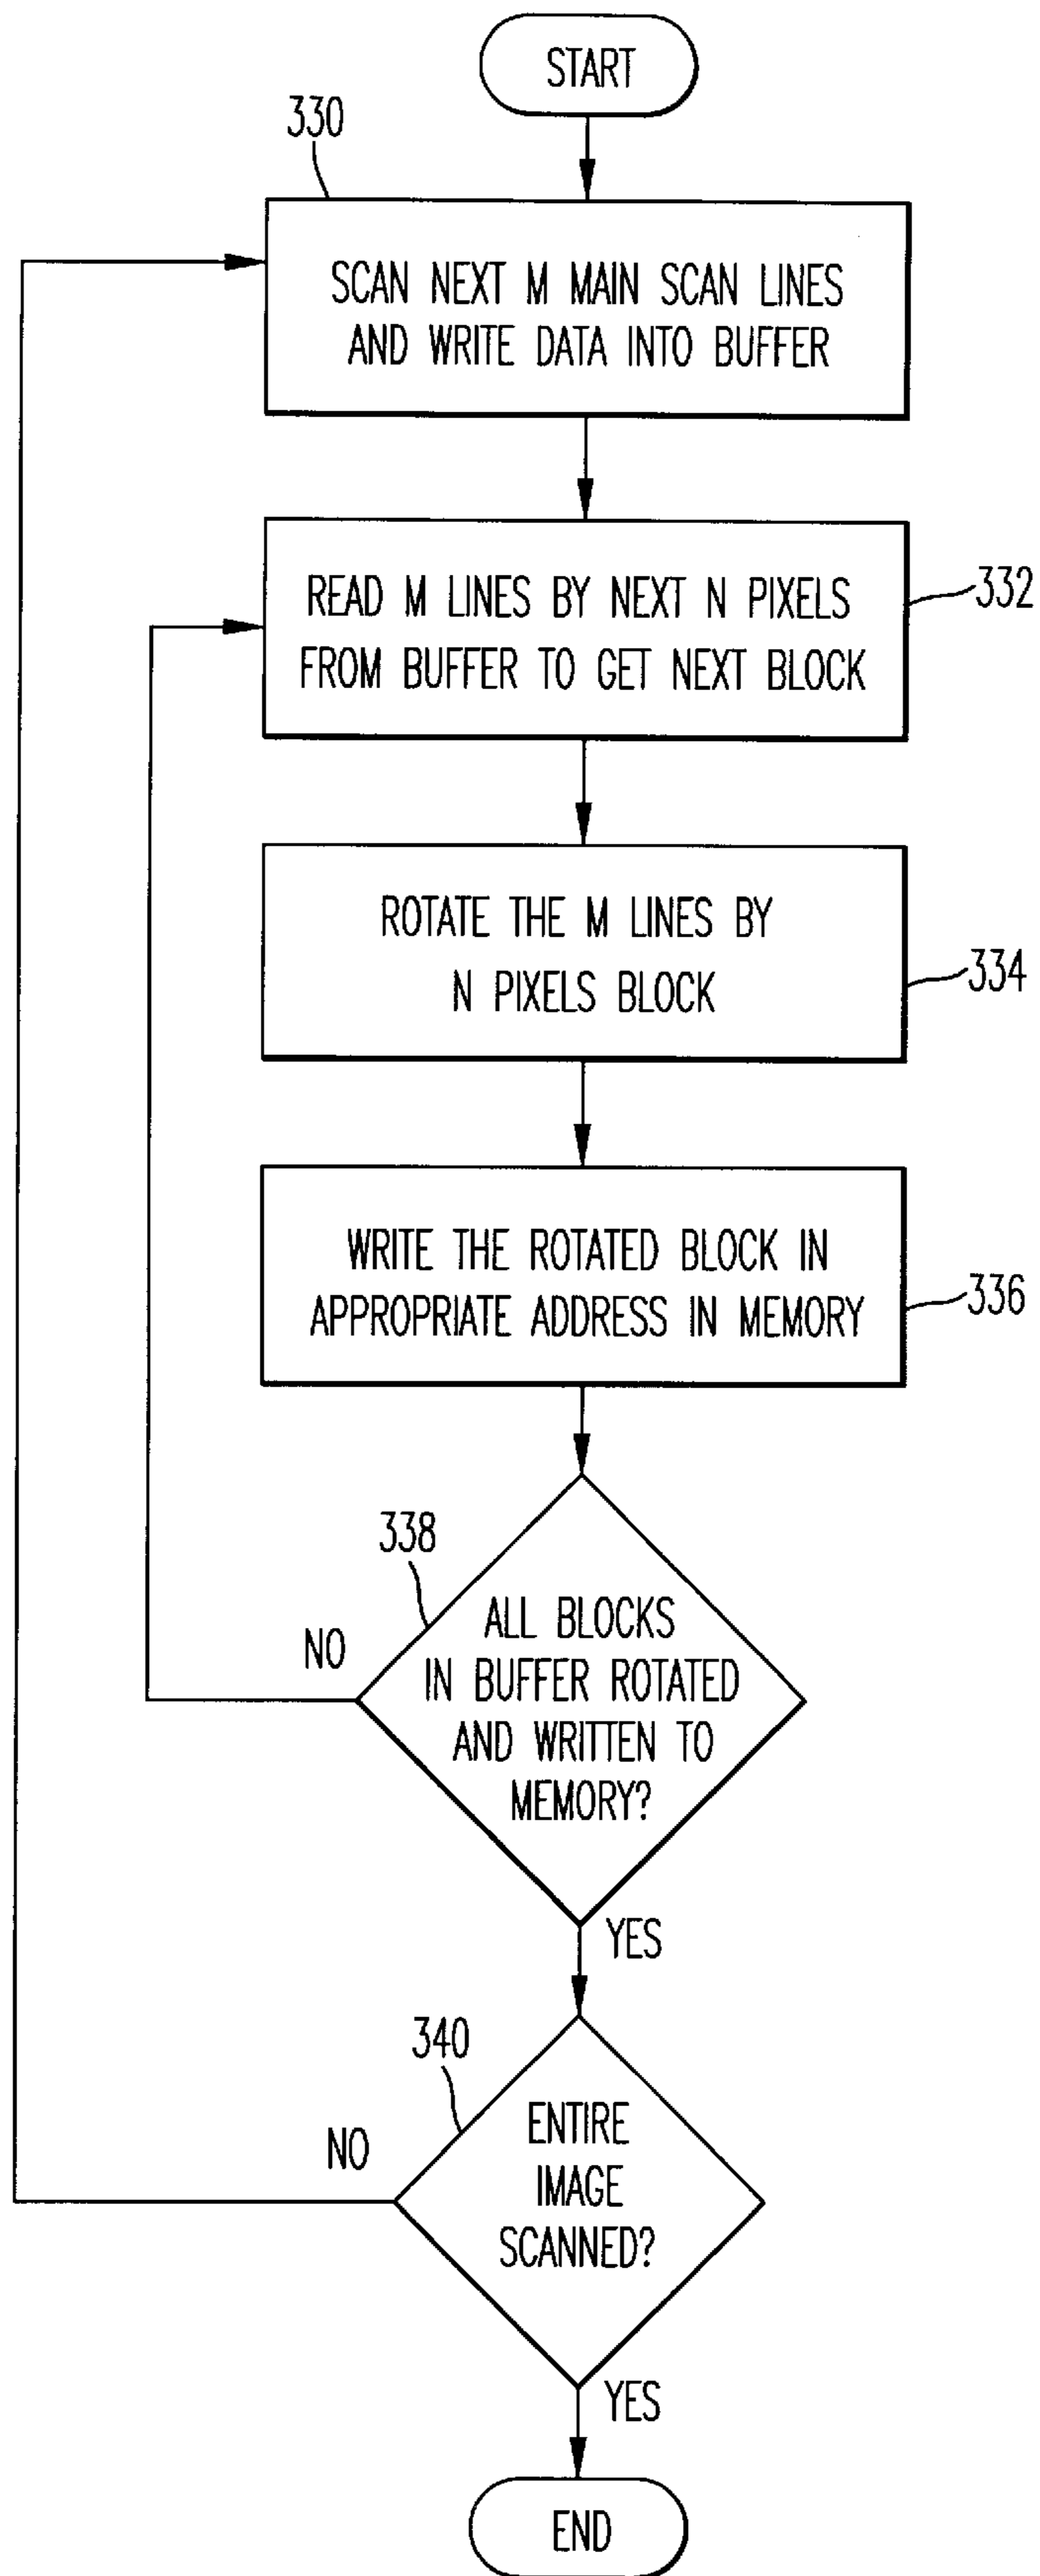 START
330
SCAN NEXT M MAIN SCAN LINES
AND WRITE DATA INTO BUFFER
READ M LINES BY NEXT N PIXELS
FROM BUFFER TO GET NEXT BLOCK
332
ROTATE THE M LINES BY
N PIXELS BLOCK
334
WRITE THE ROTATED BLOCK IN
APPROPRIATE ADDRESS IN MEMORY
336
338
ALL BLOCKS
IN BUFFER ROTATED
AND WRITTEN TO
MEMORY?
NO
YES
340
ENTIRE
IMAGE
SCANNED?
NO
YES
END